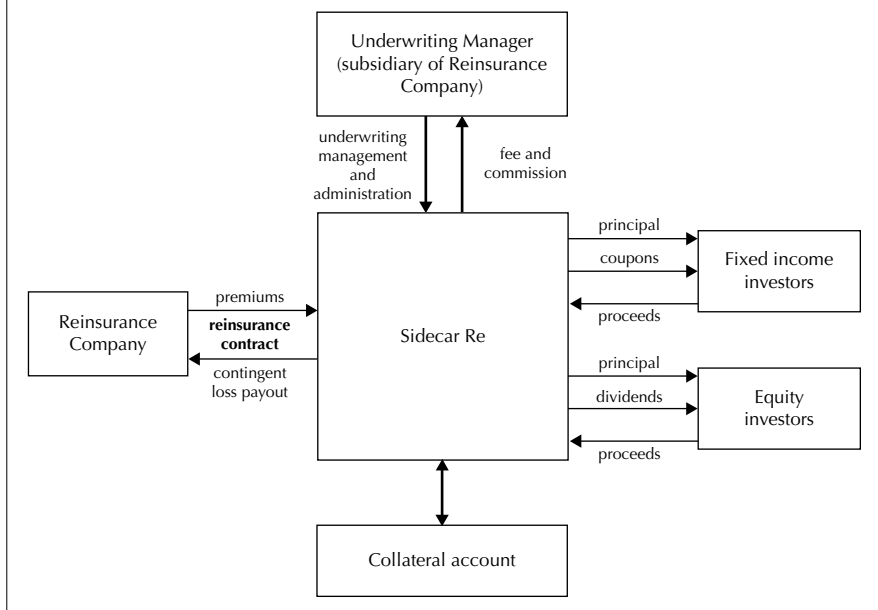 Underwriting Manager
(subsidiary of Reinsurance
Company)
underwriting
management
and
administration
fee and
commission
Reinsurance
Company
premiums
reinsurance
contract
contingent
loss payout
Sidecar Re
principal
coupons
proceeds
Fixed income
investors
principal
dividends
proceeds
Equity
investors
Collateral account